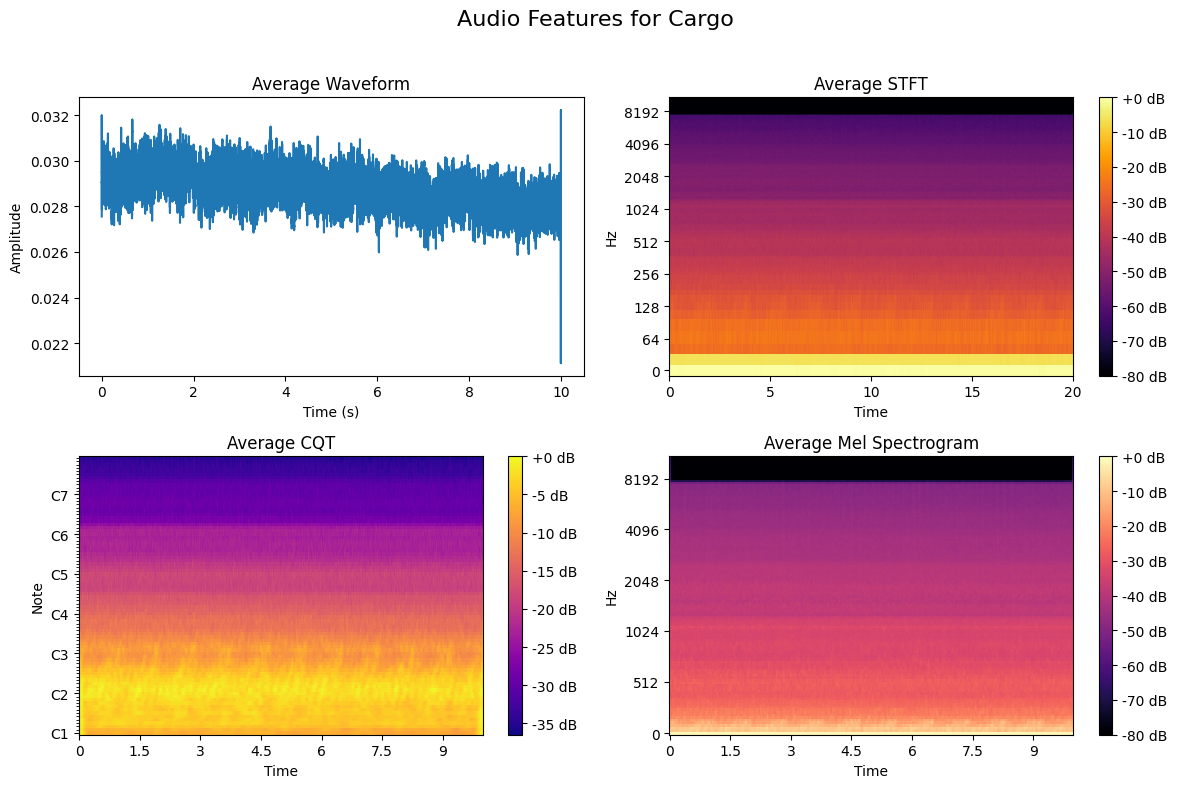 Audio Features for Cargo
Average Waveform
0.032
0.030
0.028
0.026
0.024
0.022
Amplitude
0
2
4
6
8
10
Time (s)
Average STFT
8192
4096
2048
1024
512
256
128
64
0
Hz
0
5
10
15
20
Time
+0 dB
-10 dB
-20 dB
-30 dB
-40 dB
-50 dB
-60 dB
-70 dB
-80 dB
Average CQT
C7
C6
C5
C4
C3
C2
C1
Note
0
1.5
3
4.5
6
7.5
9
Time
+0 dB
-5 dB
-10 dB
-15 dB
-20 dB
-25 dB
-30 dB
-35 dB
Average Mel Spectrogram
8192
4096
2048
1024
512
0
Hz
0
1.5
3
4.5
6
7.5
9
Time
+0 dB
-10 dB
-20 dB
-30 dB
-40 dB
-50 dB
-60 dB
-70 dB
-80 dB